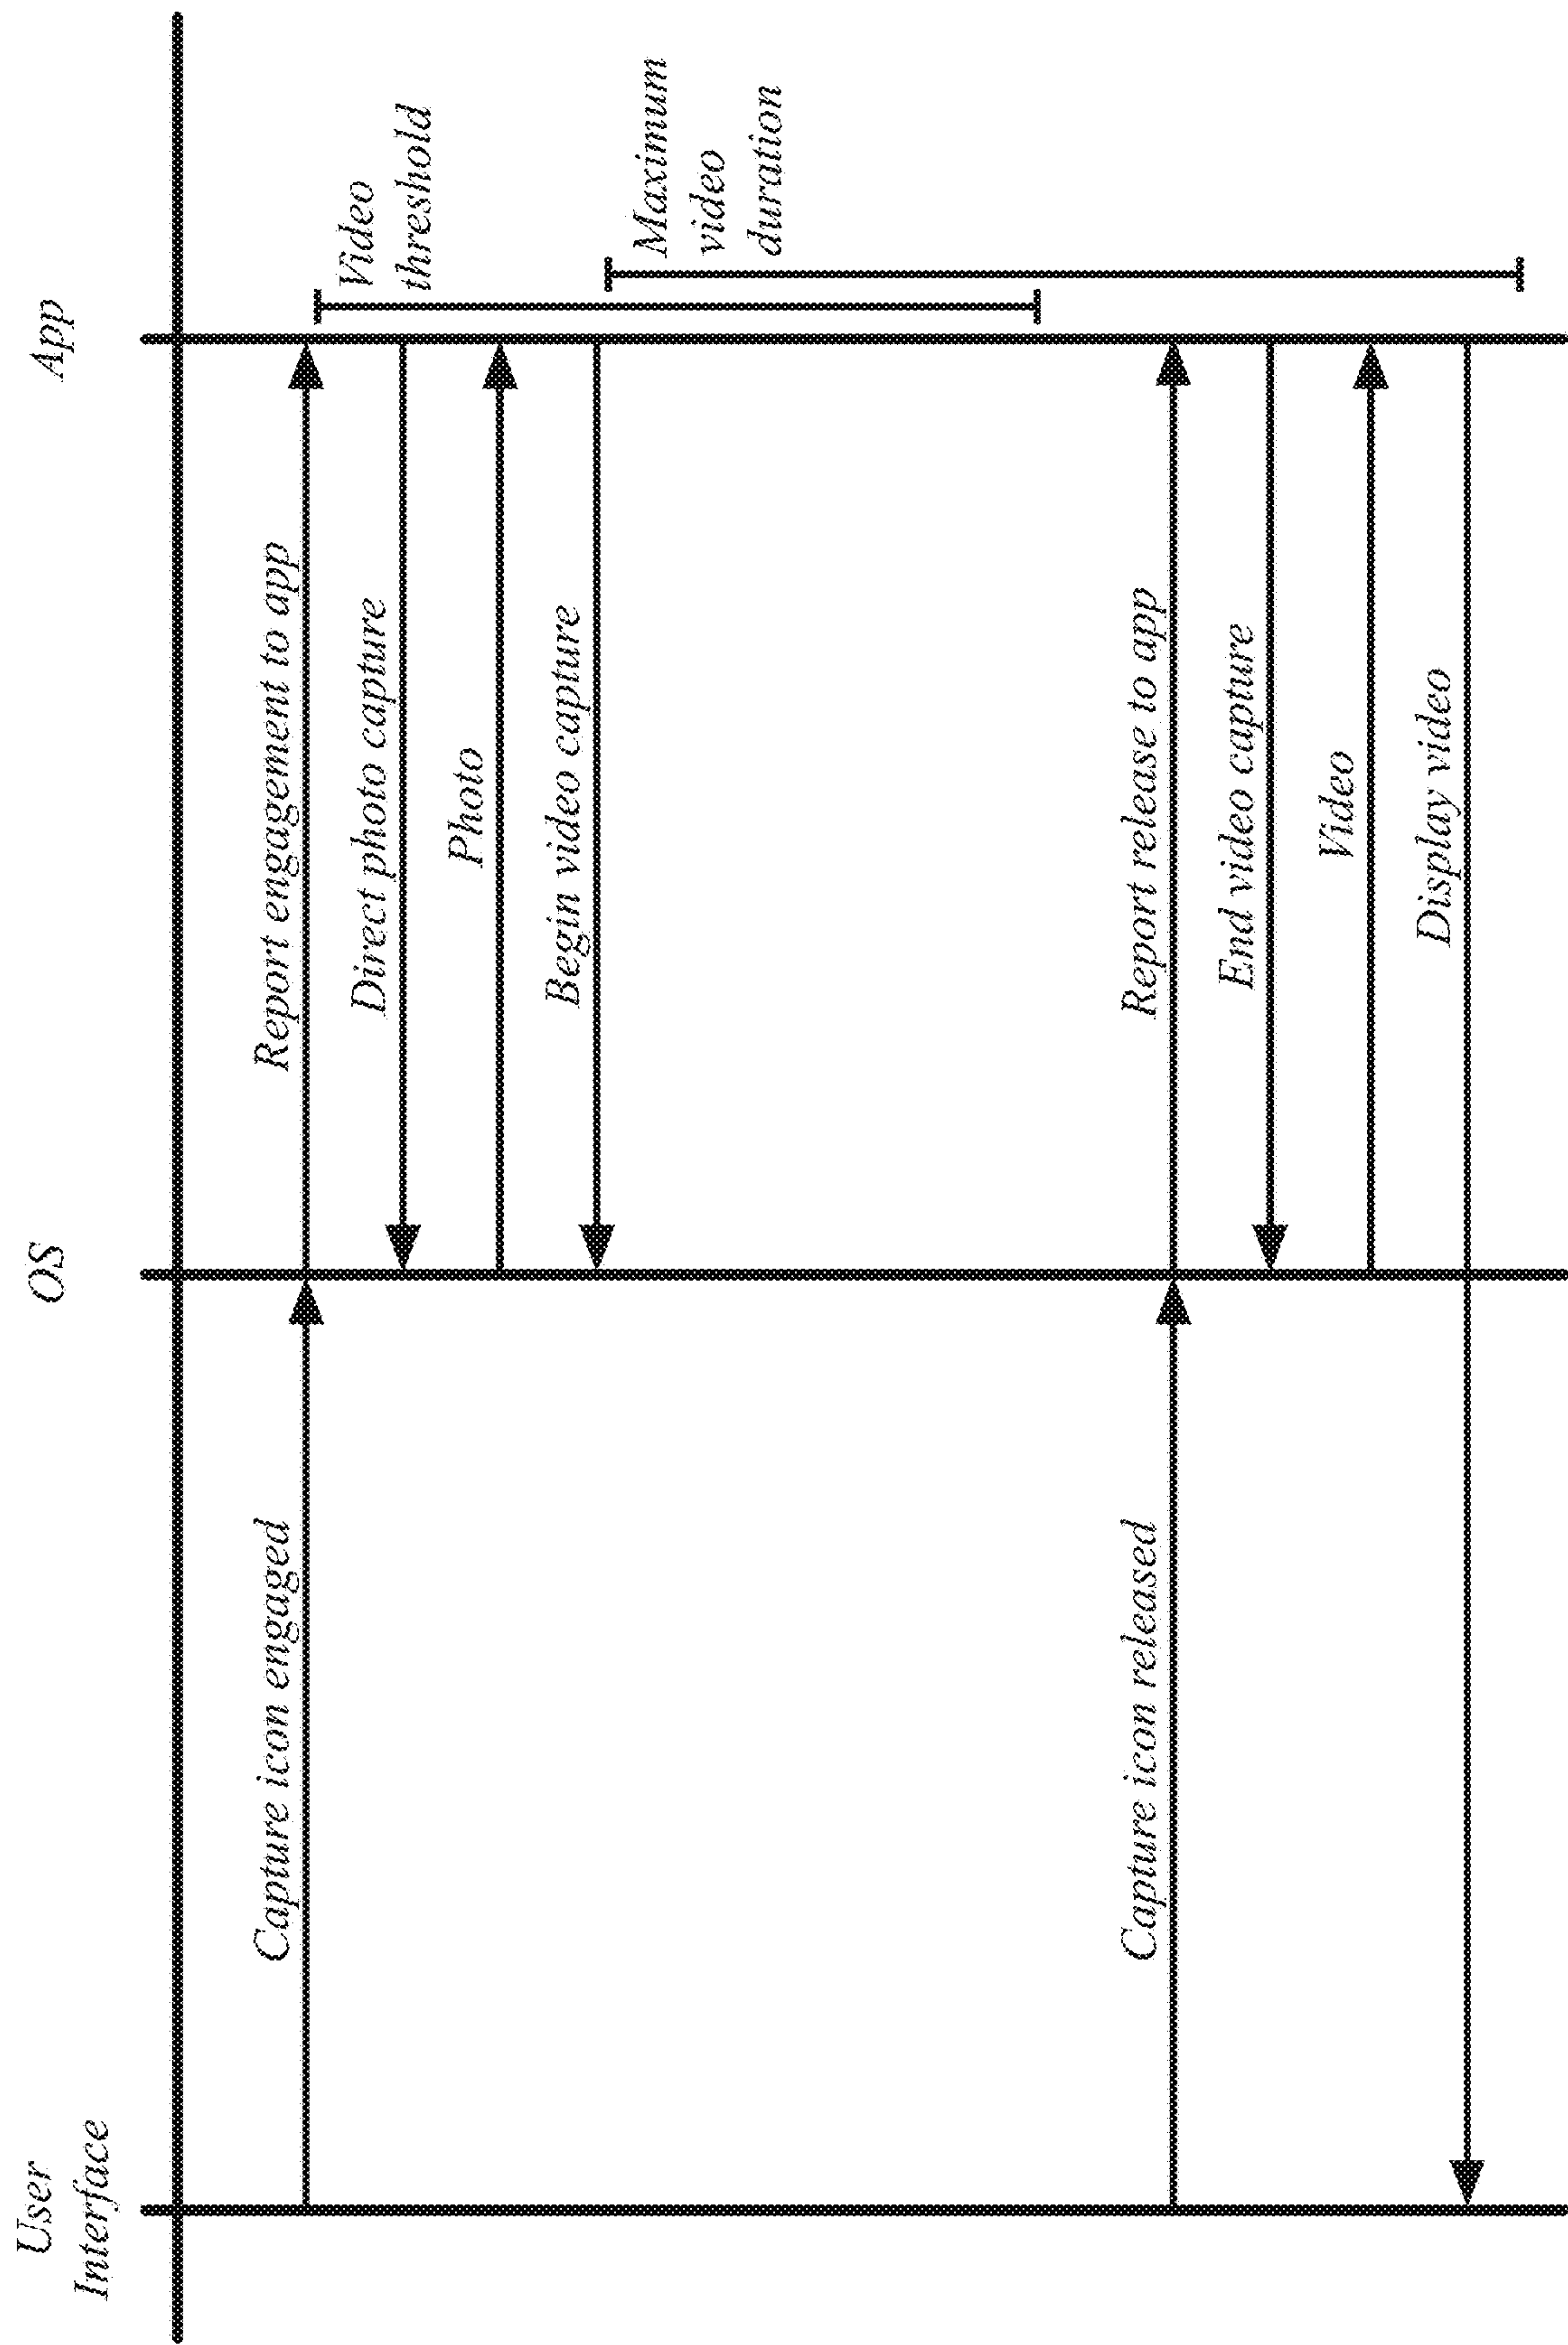 User
Interface
OS
App
Capture icon engaged
Report engagement to app
Video
threshold
Direct photo capture
Photo
Begin video capture
Maximum
video
duration
Capture icon released
Report release to app
End video capture
Video
Display video